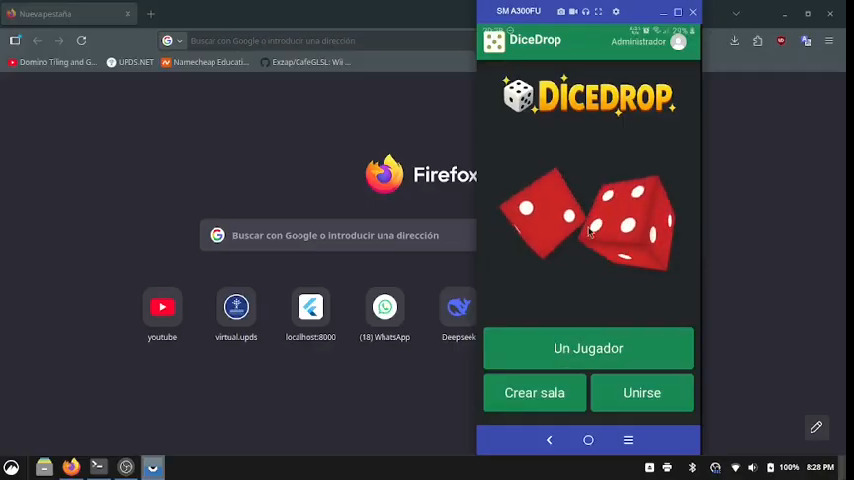 Nueva pestaña
SM A300FU
DiceDrop
Administrador
29%
Buscar con Google o introducir una dirección
Domino Tiling and G...
UPDS.NET
Namecheap Educati...
Exzap/CafeGLSL: Wii ...
DICEDROP
Firefox
Buscar con Google o introducir una dirección
youtube
virtual.upds
localhost:8000
(18) WhatsApp
Deepseek
Un Jugador
Crear sala
Unirse
100%
8:28 PM